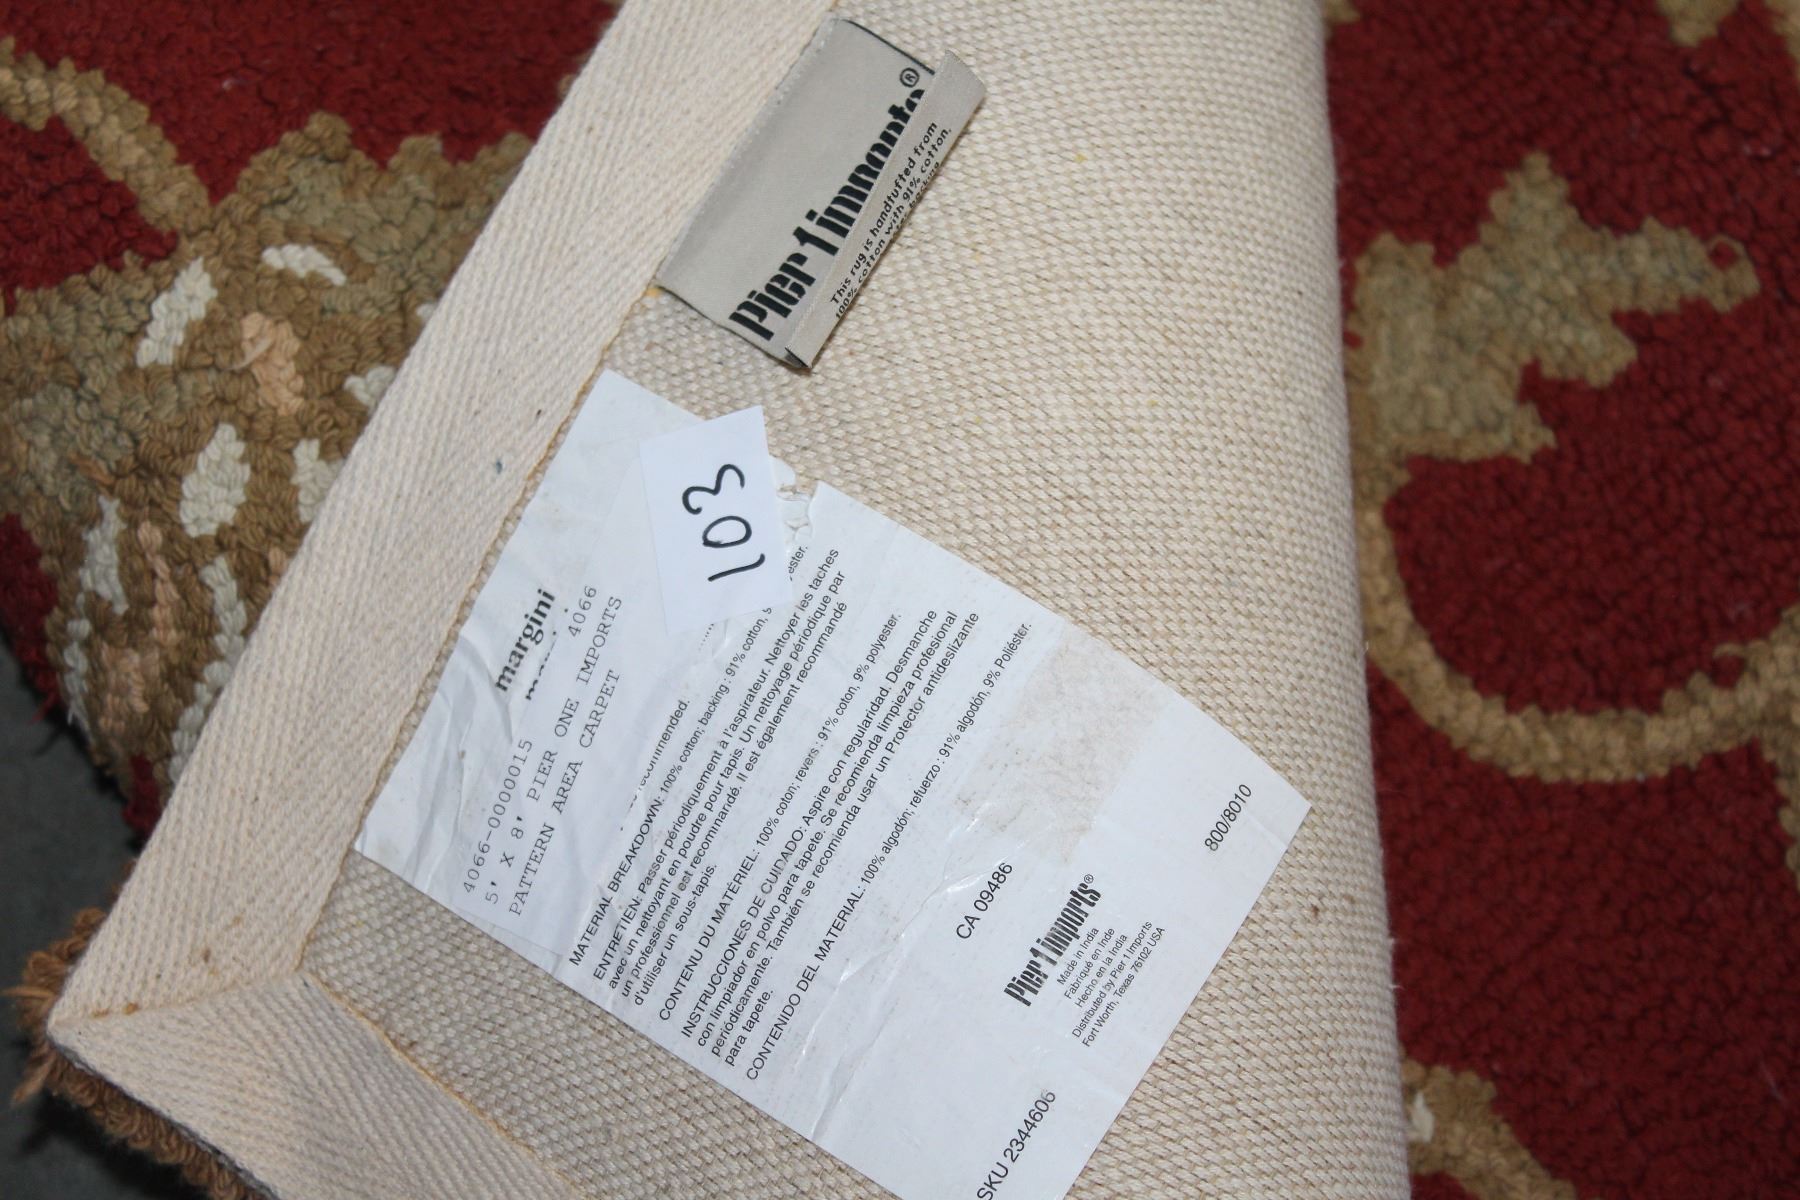 Pier 1 imports®
This rug is handtufted from
100% cotton with 91% cotton,
103
margini
4066-0000015 4066
5' X 8' PIER ONE IMPORTS
PATTERN AREA CARPET
recommended.
MATERIAL BREAKDOWN: 100% cotton; backing : 91% cotton,
ENTRETIEN: Passer périodiquement à l'aspirateur. Nettoyer les taches
avec un nettoyant en poudre pour tapis. Un nettoyage périodique par
un professionnel est recommandé. Il est également recommandé
d'utiliser un sous-tapis.
CONTENU DU MATÉRIEL: 100% coton; revers : 91% coton, 9% polyester.
INSTRUCCIONES DE CUIDADO: Aspire con regularidad. Desmanche
con limpiador en polvo para tapete. Se recomienda limpieza profesional
periódicamente. También se recomienda usar un Protector antideslizante
para tapete.
CONTENIDO DEL MATERIAL: 100% algodón; refuerzo : 91% algodón, 9% Poliéster.
CA 09486
800/8010
Pier 1 imports®
Made in India
Fabriqué en Inde
Hecho en la India
Distributed by Pier 1 Imports
Fort Worth, Texas 76102 USA
SKU 2344606